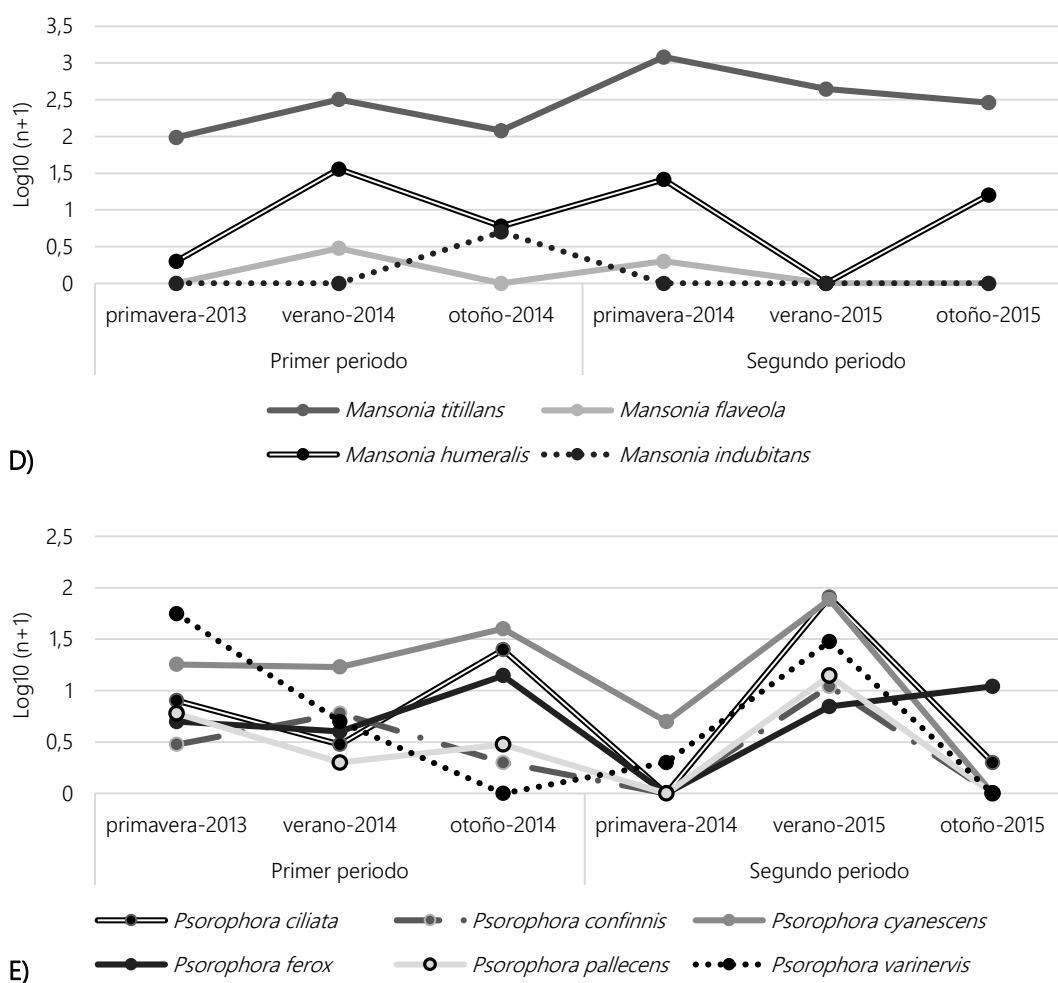 3,5
3
2,5
2
1,5
1
0,5
0
Log10 (n+1)
primavera-2013 verano-2014 otoño-2014 primavera-2014 verano-2015 otoño-2015
Primer periodo Segundo periodo
Mansonia titillans Mansonia flaveola
D) Mansonia humeralis Mansonia indubitans
2,5
2
1,5
1
0,5
0
Log10 (n+1)
primavera-2013 verano-2014 otoño-2014 primavera-2014 verano-2015 otoño-2015
Primer periodo Segundo periodo
Psorophora ciliata Psorophora confinnis Psorophora cyanescens
E) Psorophora ferox Psorophora pallecens Psorophora varinervis